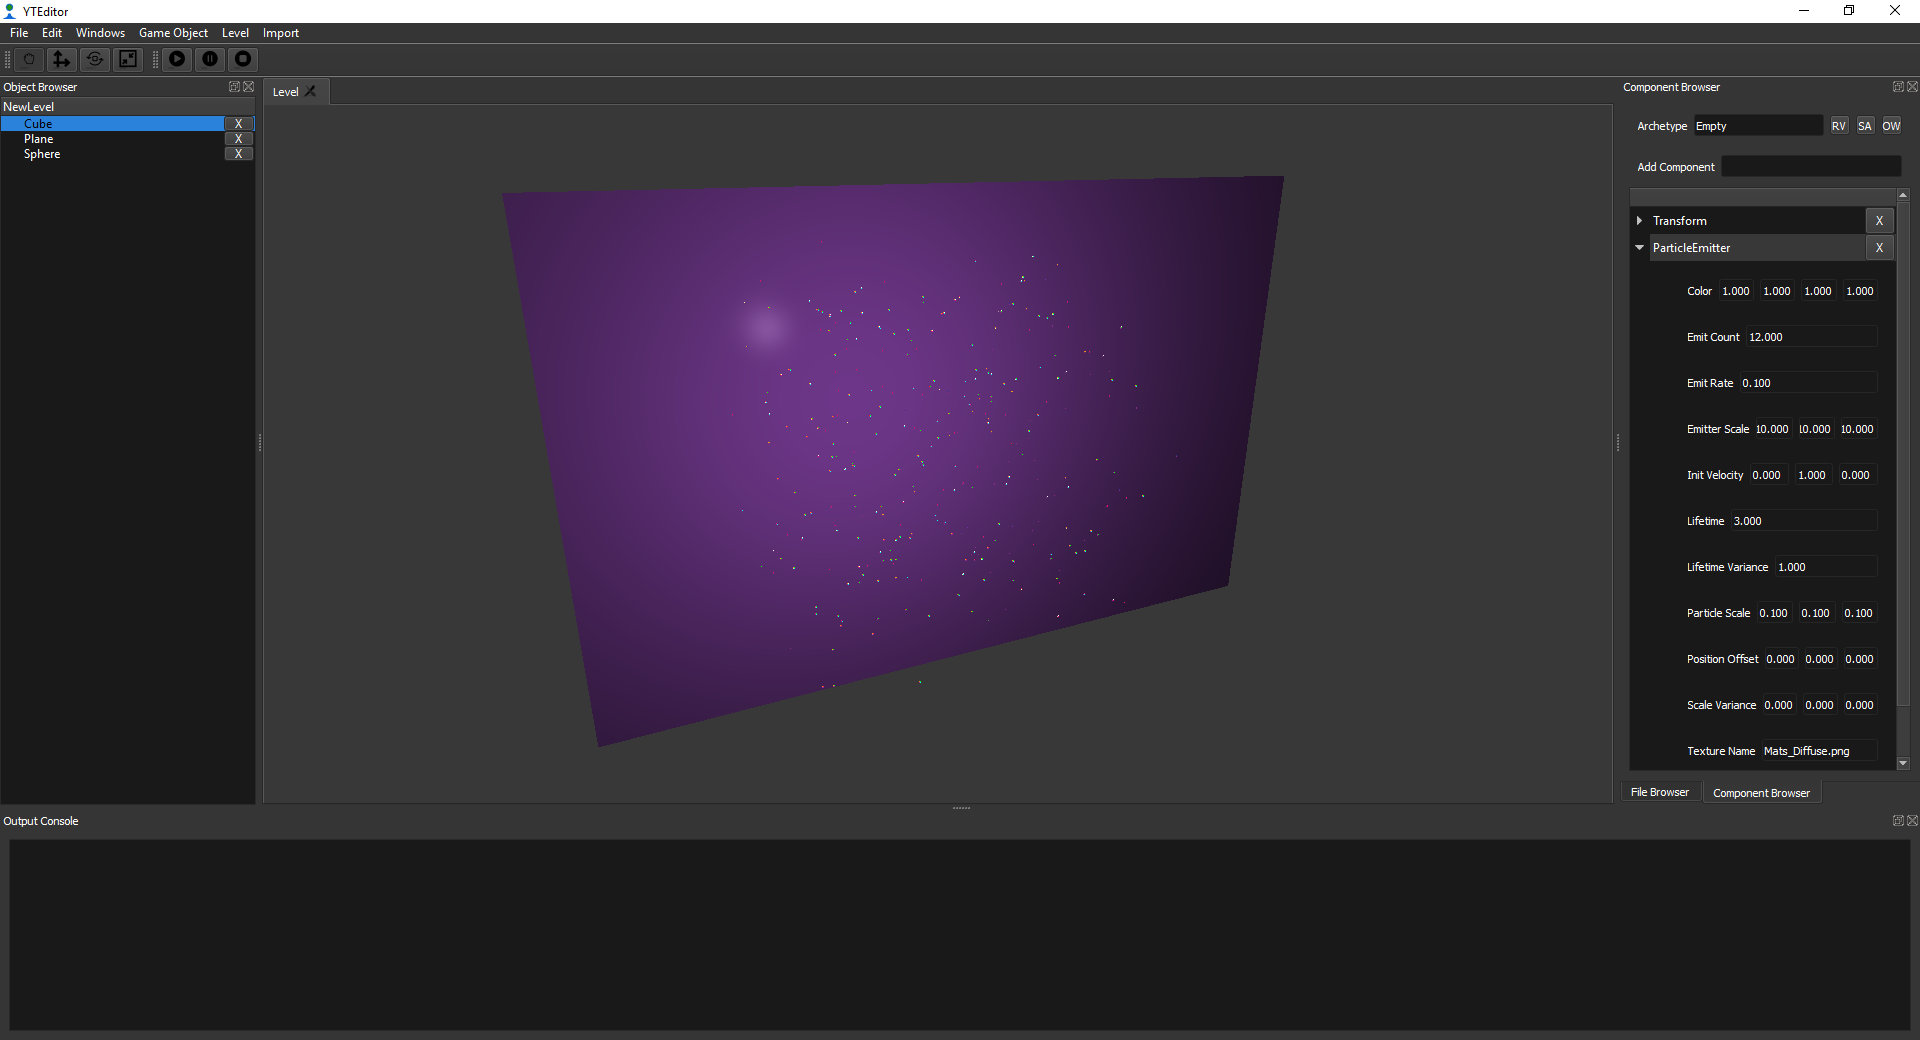 YTEditor
File Edit Windows Game Object Level Import
Object Browser
NewLevel
Cube X
Plane X
Sphere X
Level
Component Browser
Archetype Empty RV SA OW
Add Component
Transform X
ParticleEmitter X
Color 1.000 1.000 1.000 1.000
Emit Count 12.000
Emit Rate 0.100
Emitter Scale 10.000 10.000 10.000
Init Velocity 0.000 1.000 0.000
Lifetime 3.000
Lifetime Variance 1.000
Particle Scale 0.100 0.100 0.100
Position Offset 0.000 0.000 0.000
Scale Variance 0.000 0.000 0.000
Texture Name Mats_Diffuse.png
File Browser Component Browser
Output Console